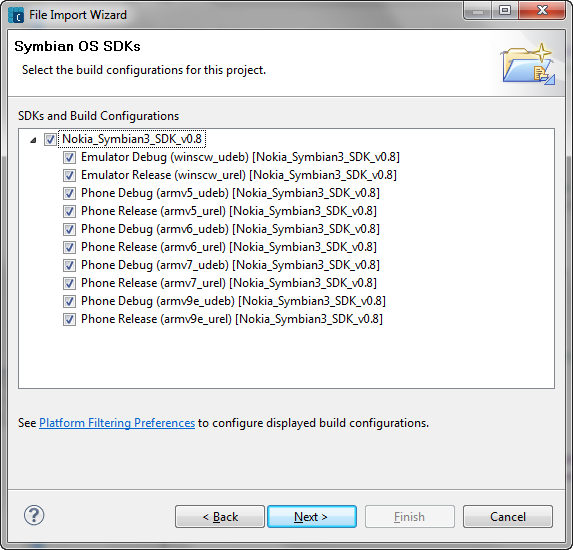 File Import Wizard
Symbian OS SDKs
Select the build configurations for this project.
SDKs and Build Configurations
Nokia_Symbian3_SDK_v0.8
Emulator Debug (winscw_udeb) [Nokia_Symbian3_SDK_v0.8]
Emulator Release (winscw_urel) [Nokia_Symbian3_SDK_v0.8]
Phone Debug (armv5_udeb) [Nokia_Symbian3_SDK_v0.8]
Phone Release (armv5_urel) [Nokia_Symbian3_SDK_v0.8]
Phone Debug (armv6_udeb) [Nokia_Symbian3_SDK_v0.8]
Phone Release (armv6_urel) [Nokia_Symbian3_SDK_v0.8]
Phone Debug (armv7_udeb) [Nokia_Symbian3_SDK_v0.8]
Phone Release (armv7_urel) [Nokia_Symbian3_SDK_v0.8]
Phone Debug (armv9e_udeb) [Nokia_Symbian3_SDK_v0.8]
Phone Release (armv9e_urel) [Nokia_Symbian3_SDK_v0.8]
See Platform Filtering Preferences to configure displayed build configurations.
? < Back Next > Finish Cancel